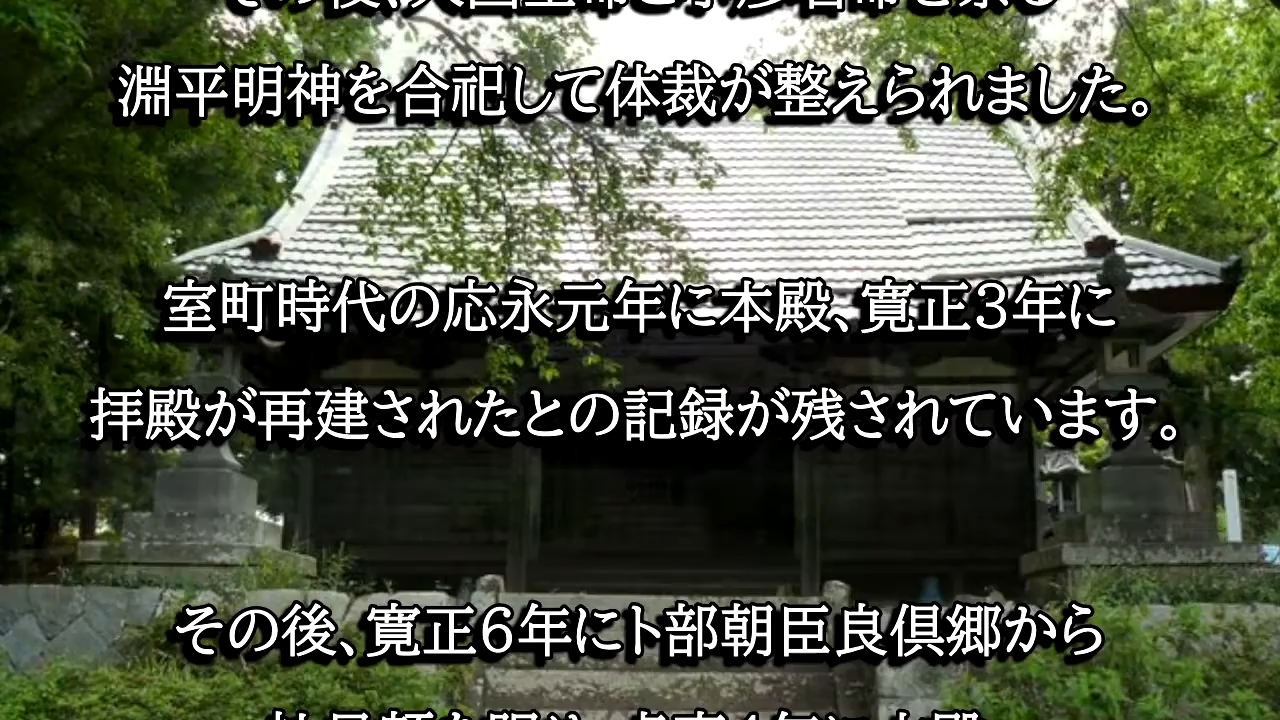 淵平明神を合祀して体裁が整えられました。
室町時代の応永元年に本殿、寛正3年に
拝殿が再建されたとの記録が残されています。
その後、寛正6年に卜部朝臣良倶郷から